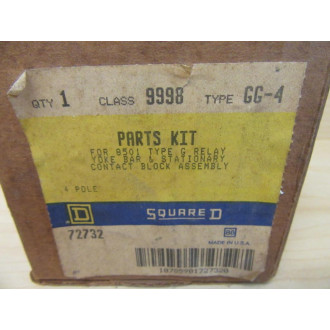 QTY 1 CLASS 9998 TYPE GG-4
PARTS KIT
FOR 8501 TYPE G RELAY
YOKE BAR & STATIONARY
CONTACT BLOCK ASSEMBLY
4 POLE
D SQUARE D
72732
MADE IN U.S.A.